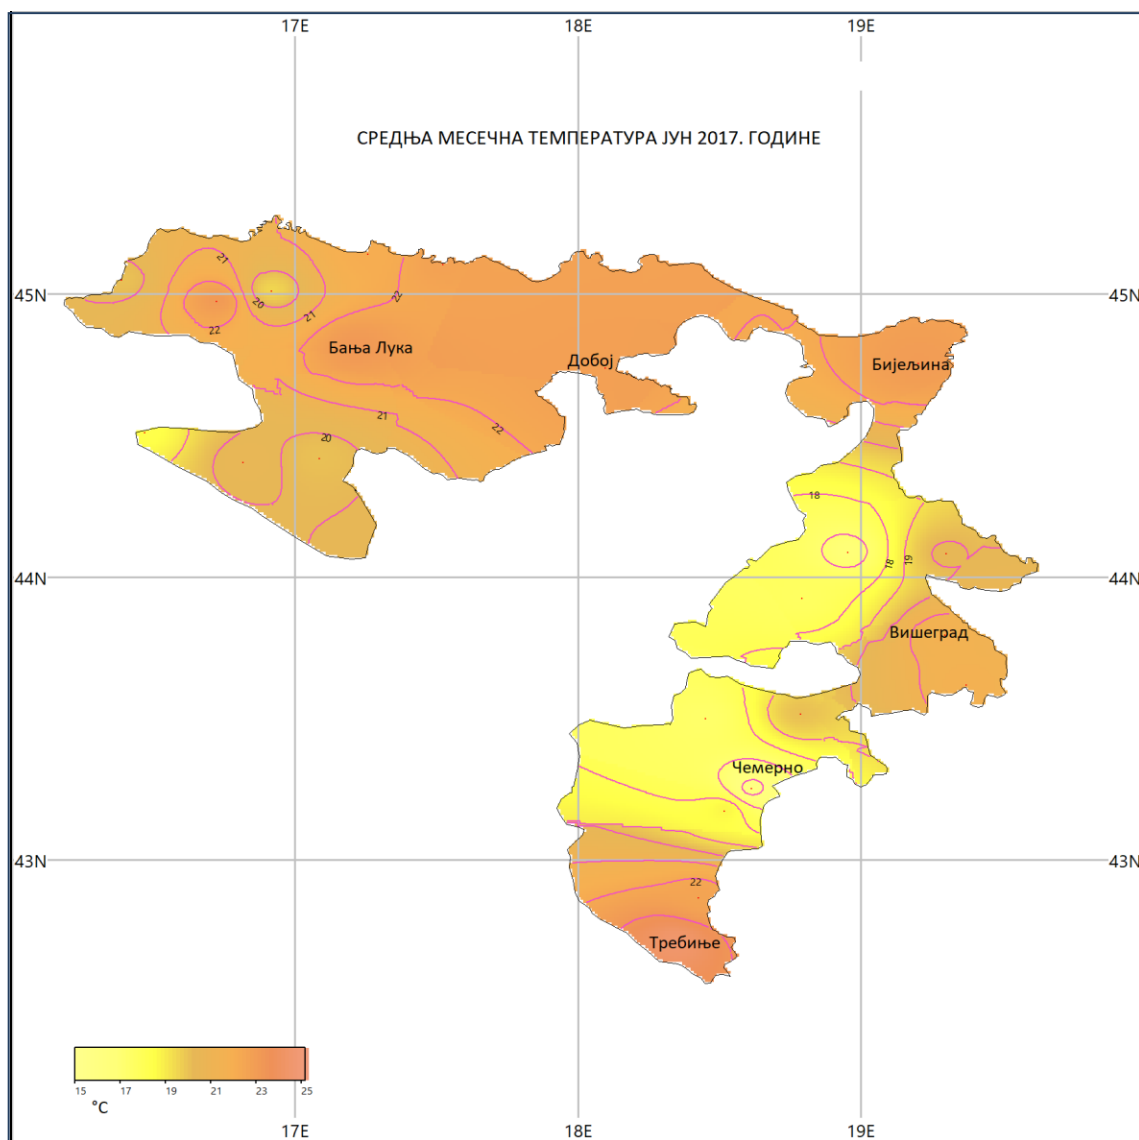 17E 18E 19E
СРЕДЊА МЕСЕЧНА ТЕМПЕРАТУРА ЈУН 2017. ГОДИНЕ
21
45N 45N
20
22
21
22
Бања Лука
Добој
Бијељина
21
22
20
18
18
19
44N 44N
Вишеград
Чемерно
43N 43N
22
Требиње
15 17 19 21 23 25
°C
17E 18E 19E